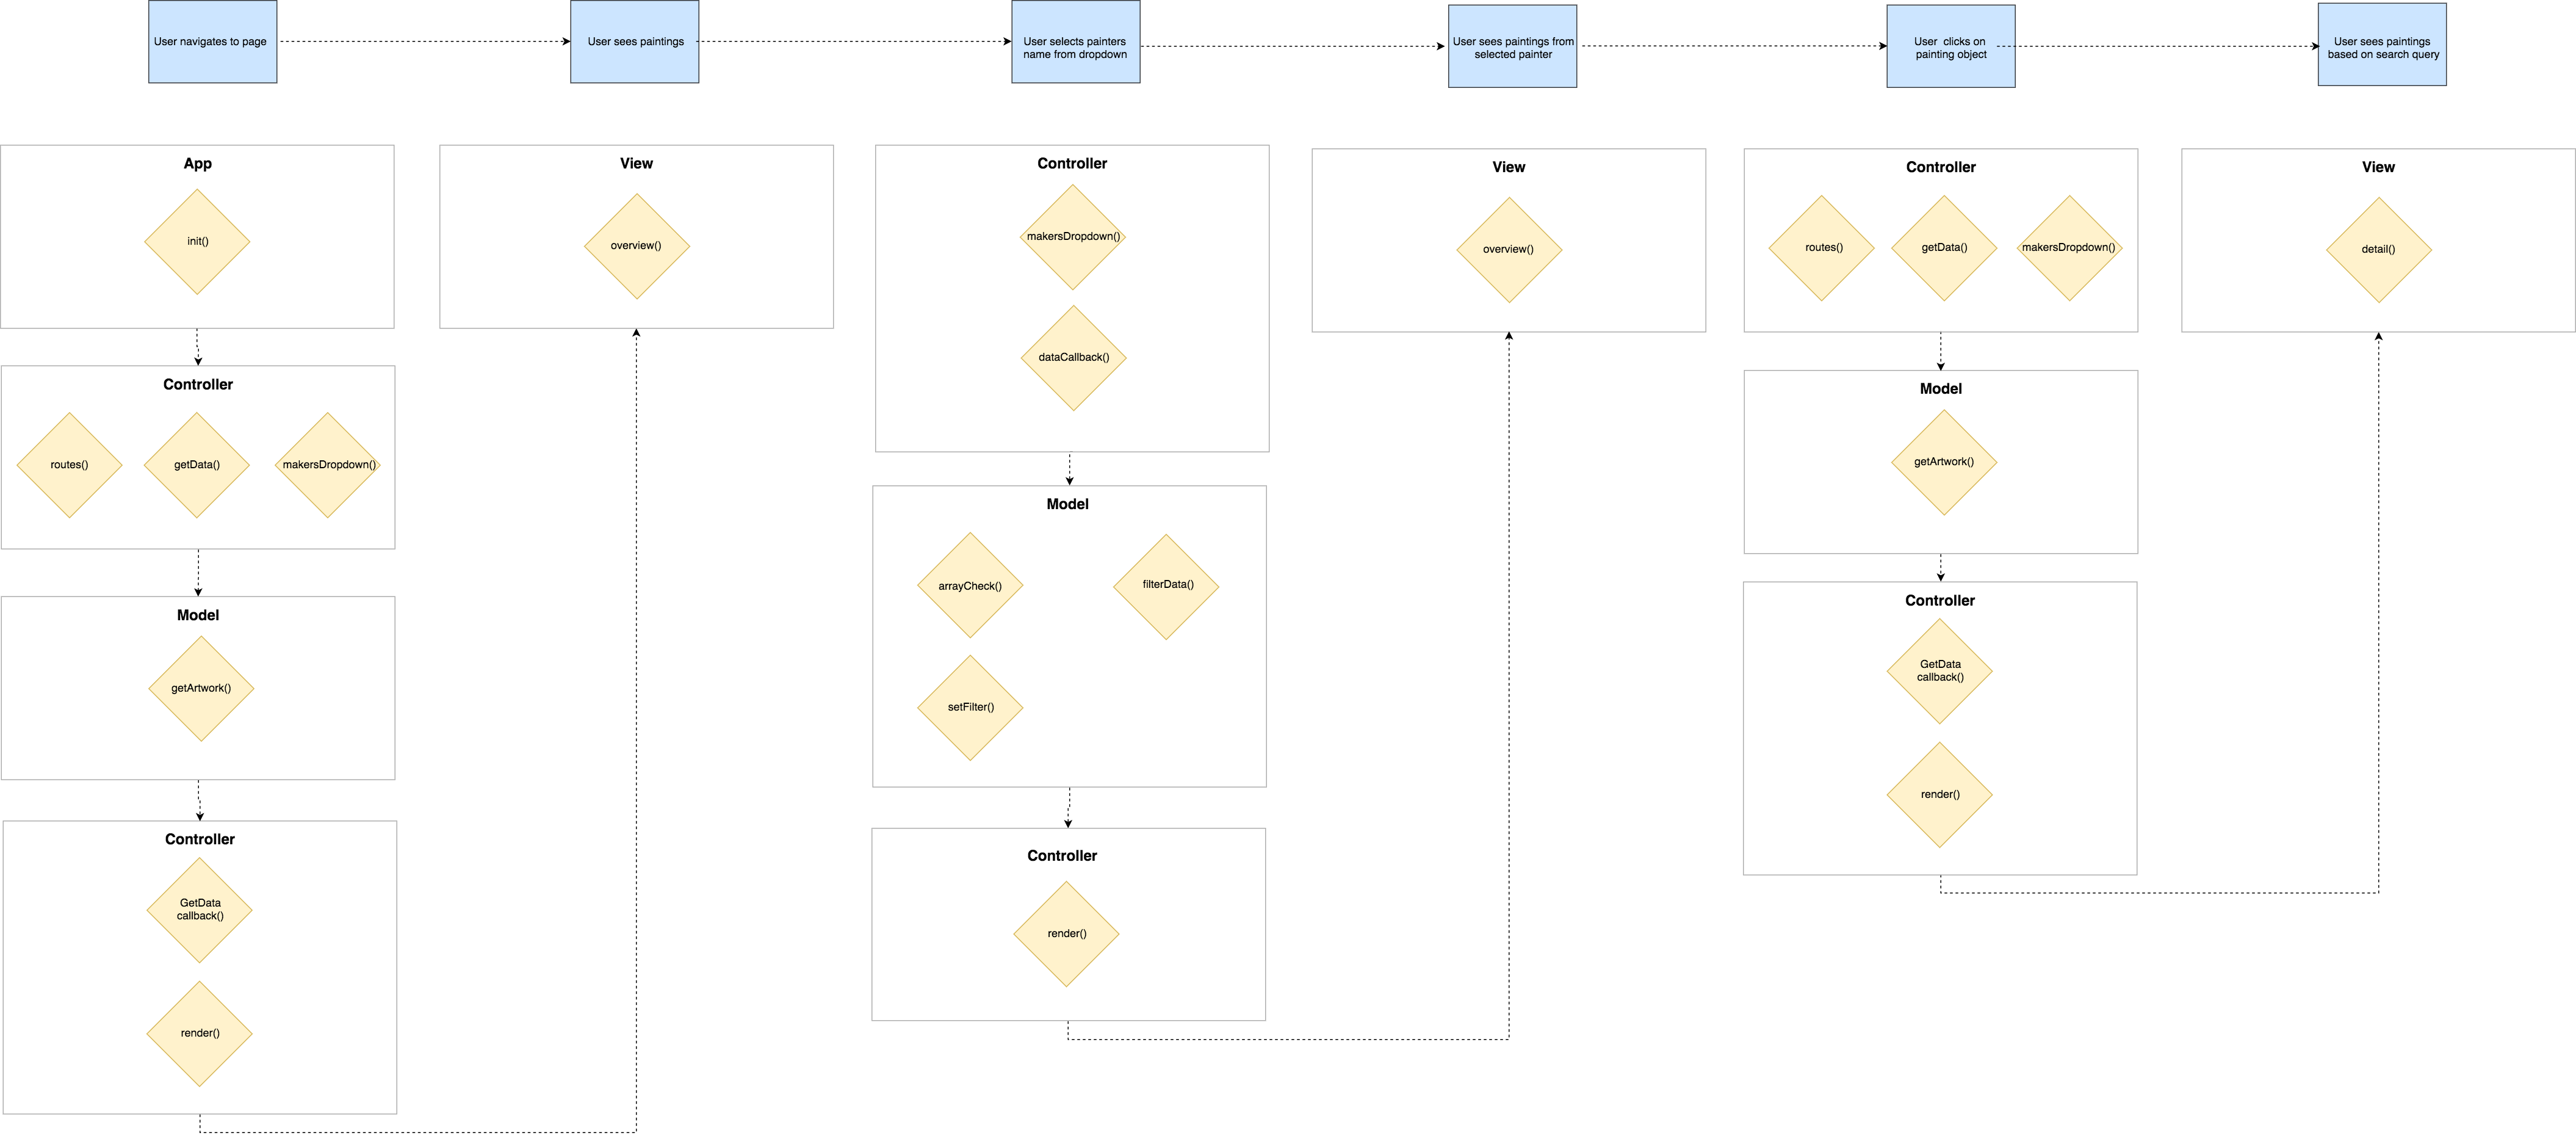 User navigates to page
User sees paintings
User selects painters
name from dropdown
User sees paintings from
selected painter
User  clicks on
painting object
User sees paintings
based on search query
App
init()
Controller
routes()
getData()
makersDropdown()
Model
getArtwork()
Controller
GetData
callback()
render()
View
overview()
Controller
makersDropdown()
dataCallback()
Model
arrayCheck()
filterData()
setFilter()
Controller
render()
View
overview()
Controller
routes()
getData()
makersDropdown()
Model
getArtwork()
Controller
GetData
callback()
render()
View
detail()